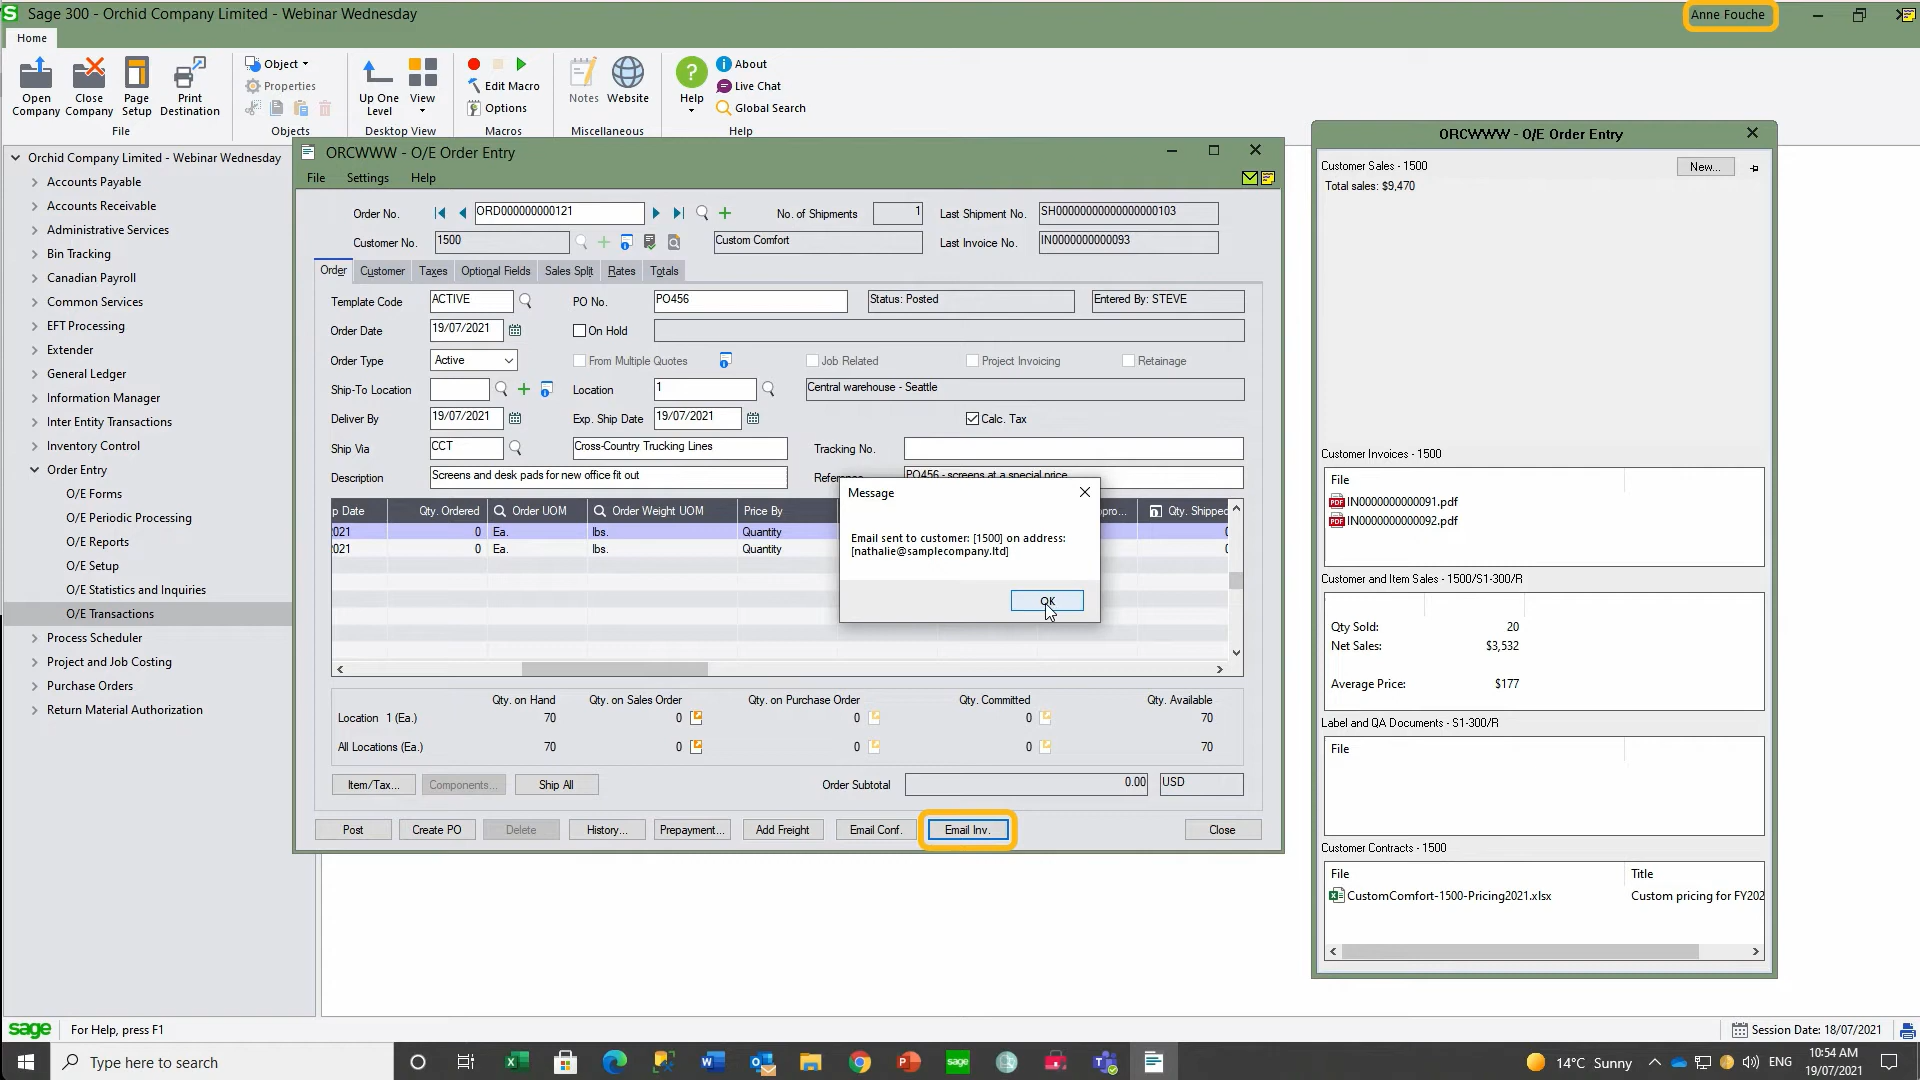 Sage 300 - Orchid Company Limited - Webinar Wednesday
Anne Fouche
Home
Open Company
Close Company
Page Setup
Print Destination
File
Object
Properties
Objects
Up One Level
View
Desktop View
Edit Macro
Options
Macros
Notes
Website
Miscellaneous
Help
About
Live Chat
Global Search
Help
Orchid Company Limited - Webinar Wednesday
Accounts Payable
Accounts Receivable
Administrative Services
Bin Tracking
Canadian Payroll
Common Services
EFT Processing
Extender
General Ledger
Information Manager
Inter Entity Transactions
Inventory Control
Order Entry
O/E Forms
O/E Periodic Processing
O/E Reports
O/E Setup
O/E Statistics and Inquiries
O/E Transactions
Process Scheduler
Project and Job Costing
Purchase Orders
Return Material Authorization
ORCWWW - O/E Order Entry
File Settings Help
Order No. ORD000000000121 No. of Shipments 1 Last Shipment No. SH00000000000000000103
Customer No. 1500 Custom Comfort Last Invoice No. IN0000000000093
Order Customer Taxes Optional Fields Sales Split Rates Totals
Template Code ACTIVE PO No. PO456 Status: Posted Entered By: STEVE
Order Date 19/07/2021 On Hold
Order Type Active From Multiple Quotes Job Related Project Invoicing Retainage
Ship-To Location Location 1 Central warehouse - Seattle
Deliver By 19/07/2021 Exp. Ship Date 19/07/2021 Calc. Tax
Ship Via CCT Cross-Country Trucking Lines Tracking No.
Description Screens and desk pads for new office fit out
PO456 - screens at a special price
p Date Qty. Ordered Order UOM Order Weight UOM Price By Qty. Shipped
2021 0 Ea. lbs. Quantity
2021 0 Ea. lbs. Quantity
Message
Email sent to customer: [1500] on address:
[nathalie@samplecompany.ltd]
OK
Qty. on Hand Qty. on Sales Order Qty. on Purchase Order Qty. Committed Qty. Available
Location 1 (Ea.) 70 0 0 0 70
All Locations (Ea.) 70 0 0 0 70
Item/Tax... Components... Ship All Order Subtotal 0.00 USD
Post Create PO Delete History... Prepayment... Add Freight Email Conf. Email Inv. Close
ORCWWW - O/E Order Entry
Customer Sales - 1500 New...
Total sales: $9,470
Customer Invoices - 1500
File
IN0000000000091.pdf
IN0000000000092.pdf
Customer and Item Sales - 1500/S1-300/R
Qty Sold: 20
Net Sales: $3,532
Average Price: $177
Label and QA Documents - S1-300/R
File
Customer Contracts - 1500
File Title
CustomComfort-1500-Pricing2021.xlsx Custom pricing for FY202
sage For Help, press F1 Session Date: 18/07/2021
Type here to search
14°C Sunny ENG 10:54 AM
19/07/2021